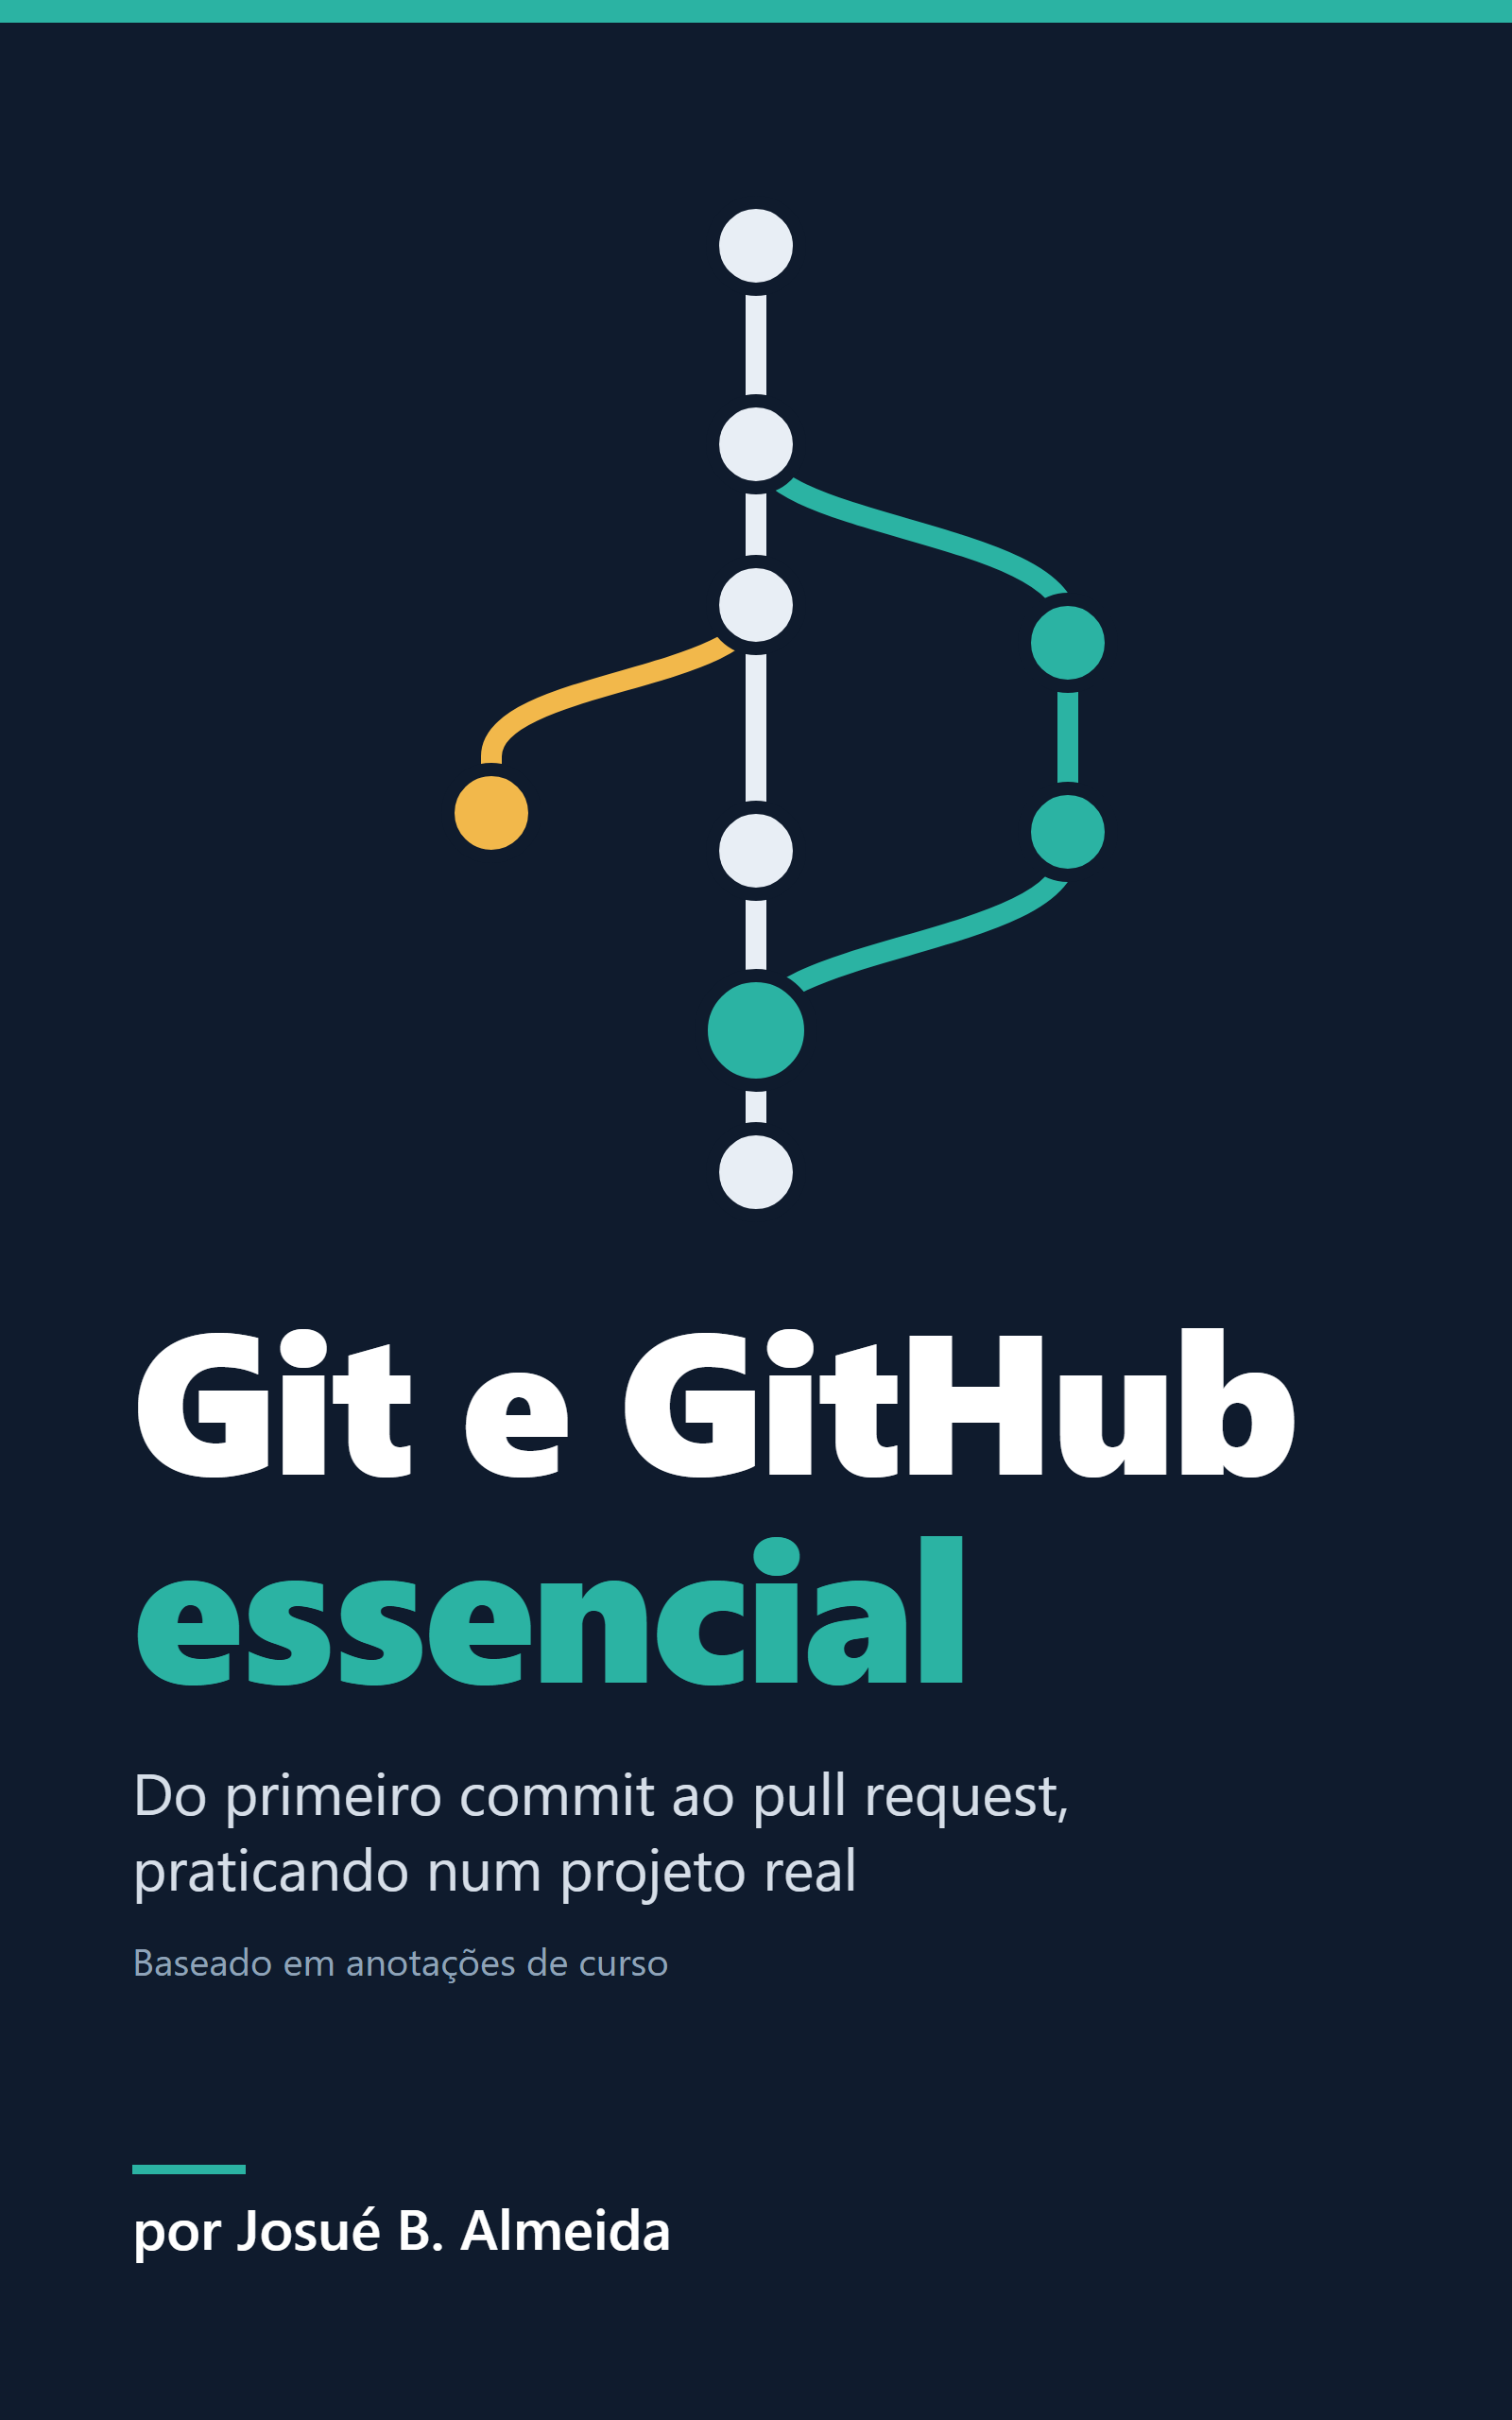 Git e GitHub
essencial
Do primeiro commit ao pull request,
praticando num projeto real
Baseado em anotações de curso
por Josué B. Almeida